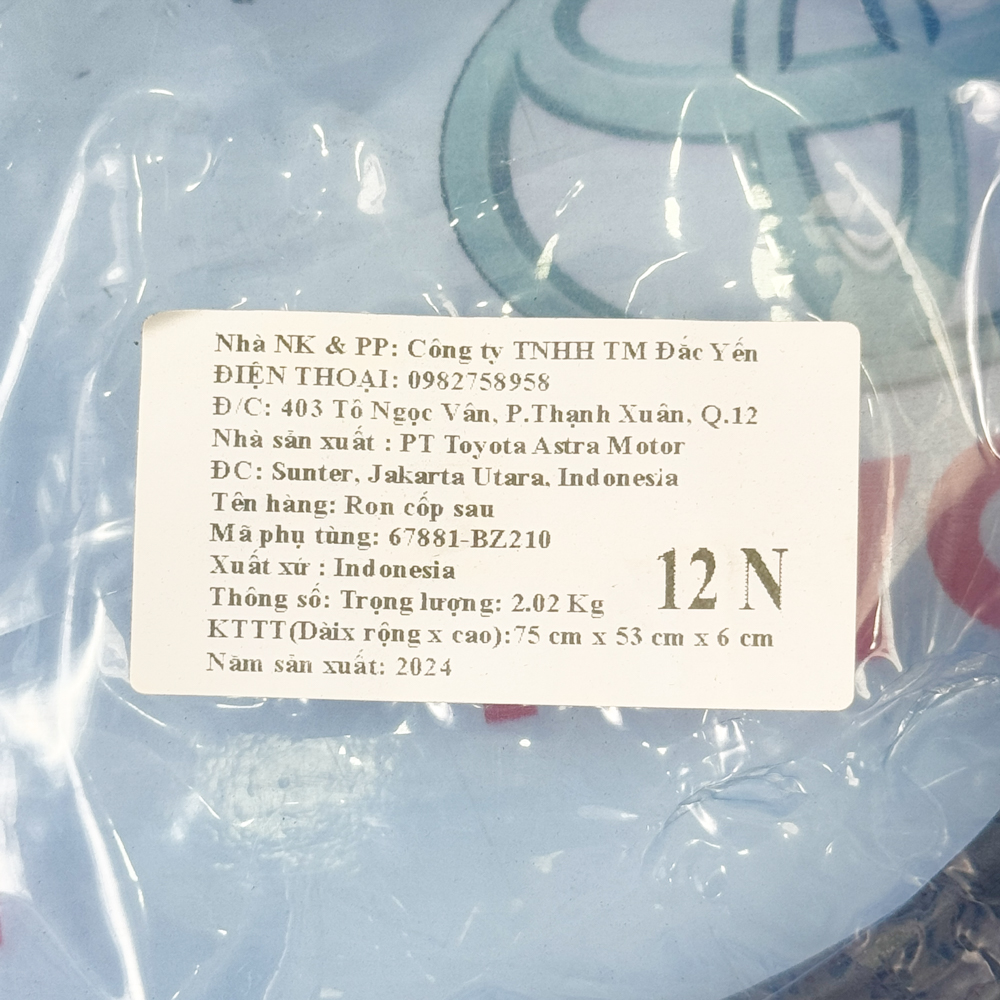 Nhà NK & PP: Công ty TNHH TM Đắc Yến
ĐIỆN THOẠI: 0982758958
Đ/C: 403 Tô Ngọc Vân, P.Thạnh Xuân, Q.12
Nhà sản xuất : PT Toyota Astra Motor
ĐC: Sunter, Jakarta Utara, Indonesia
Tên hàng: Ron cốp sau
Mã phụ tùng: 67881-BZ210
Xuất xứ : Indonesia
Thông số: Trọng lượng: 2.02 Kg
KTTT(Dàix rộng x cao):75 cm x 53 cm x 6 cm
Năm sản xuất: 2024
12 N